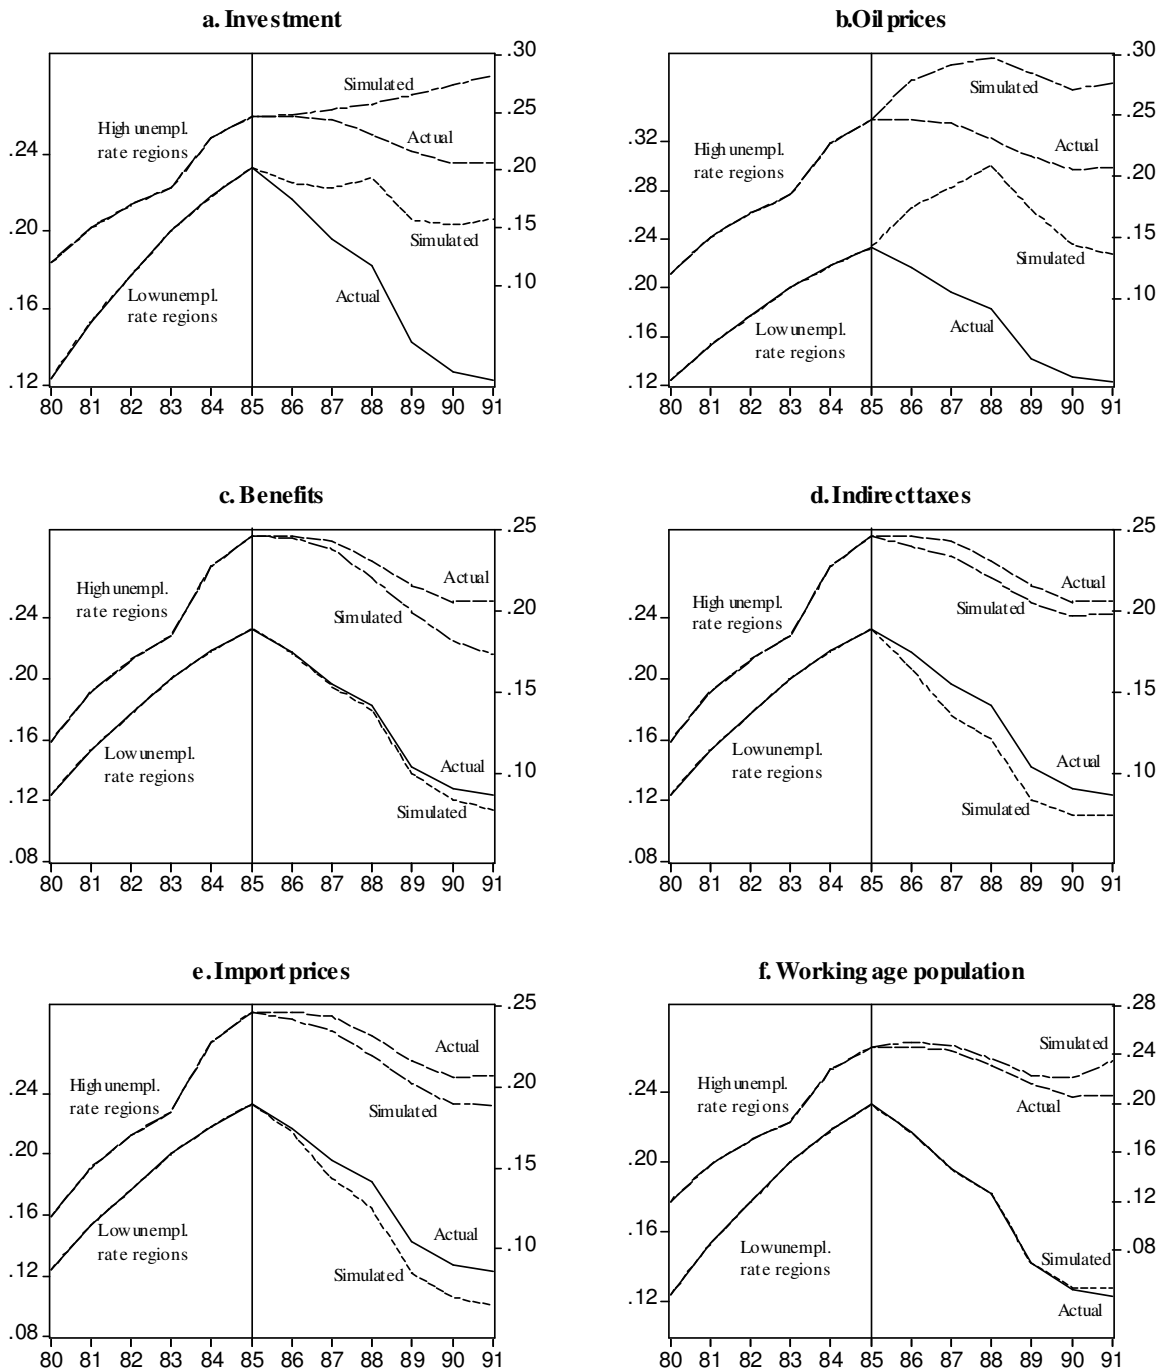 a. Investment
.30
.25
.20
.15
.10
.24
.20
.16
.12
Simulated
High unempl.
rate regions
Actual
Simulated
Low unempl.
rate regions
Actual
80 81 82 83 84 85 86 87 88 89 90 91
b. Oil prices
.30
.25
.20
.15
.10
.32
.28
.24
.20
.16
.12
Simulated
High unempl.
rate regions
Actual
Simulated
Low unempl.
rate regions
Actual
80 81 82 83 84 85 86 87 88 89 90 91
c. Benefits
.25
.20
.15
.10
.24
.20
.16
.12
.08
High unempl.
rate regions
Actual
Simulated
Low unempl.
rate regions
Actual
Simulated
80 81 82 83 84 85 86 87 88 89 90 91
d. Indirect taxes
.25
.20
.15
.10
.24
.20
.16
.12
.08
High unempl.
rate regions
Actual
Simulated
Low unempl.
rate regions
Actual
Simulated
80 81 82 83 84 85 86 87 88 89 90 91
e. Import prices
.25
.20
.15
.10
.24
.20
.16
.12
.08
Actual
High unempl.
rate regions
Simulated
Low unempl.
rate regions
Actual
Simulated
80 81 82 83 84 85 86 87 88 89 90 91
f. Working age population
.28
.24
.20
.16
.12
.08
.24
.20
.16
.12
Simulated
High unempl.
rate regions
Actual
Low unempl.
rate regions
Simulated
Actual
80 81 82 83 84 85 86 87 88 89 90 91